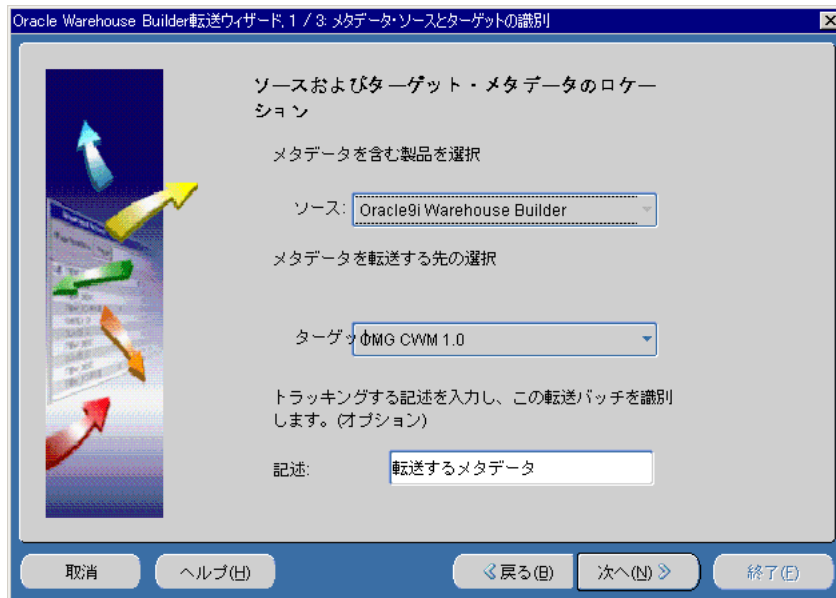 Oracle Warehouse Builder転送ウィザード, 1 / 3: メタデータ・ソースとターゲットの識別
ソースおよびターゲット・メタデータのロケー
ション
メタデータを含む製品を選択
ソース: Oracle9i Warehouse Builder
メタデータを転送する先の選択
ターゲット OMG CWM 1.0
トラッキングする記述を入力し、この転送バッチを識別
します。(オプション)
記述: 転送するメタデータ
取消 ヘルプ(H) 戻る(B) 次へ(N) 終了(F)